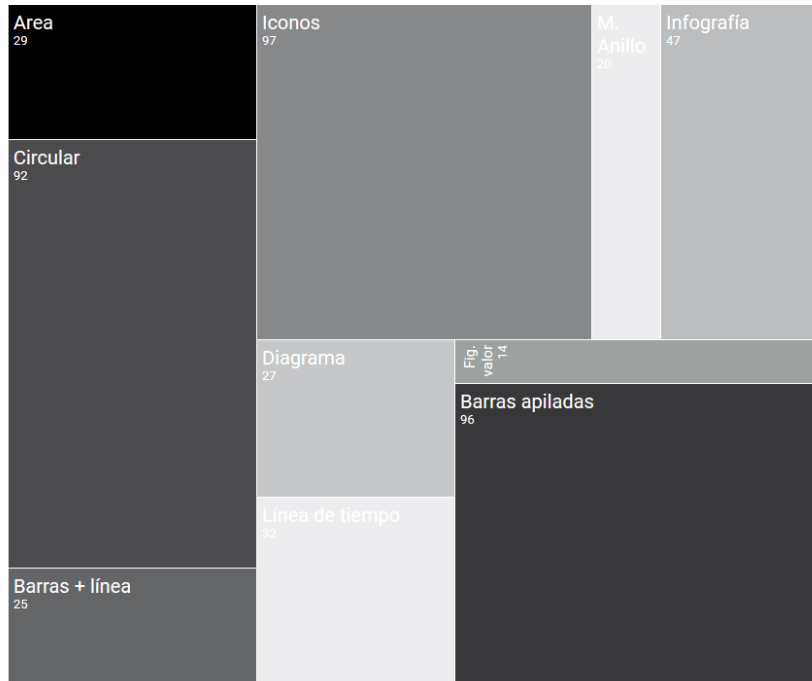 Area
29
Iconos
97
M.
Anillo
20
Infografía
47
Circular
92
Diagrama
27
Fig.
valor
14
Barras apiladas
96
Línea de tiempo
32
Barras + línea
25